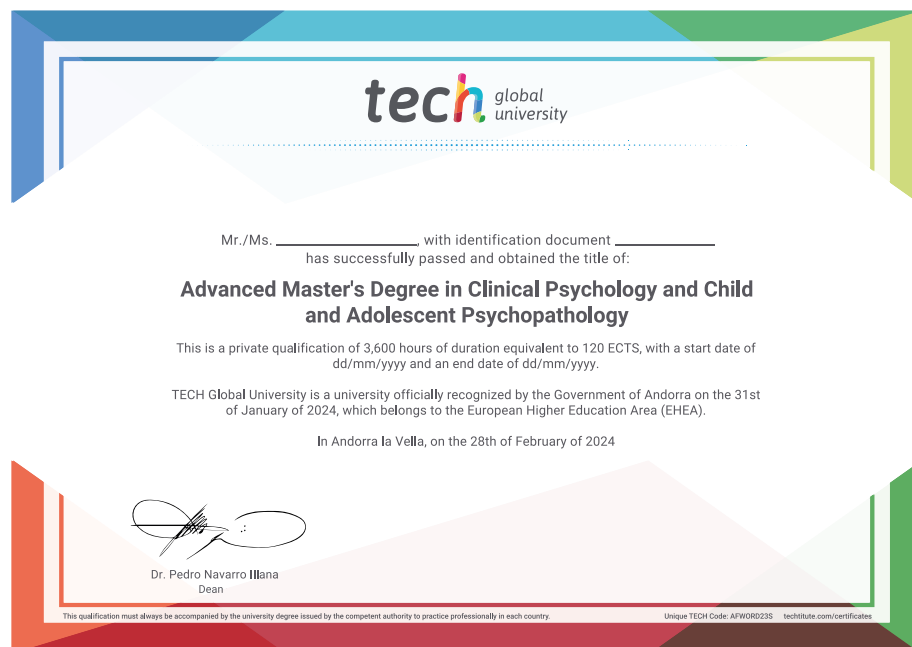 tech global university
Mr./Ms. ____________, with identification document ____________
has successfully passed and obtained the title of:
Advanced Master's Degree in Clinical Psychology and Child
and Adolescent Psychopathology
This is a private qualification of 3,600 hours of duration equivalent to 120 ECTS, with a start date of
dd/mm/yyyy and an end date of dd/mm/yyyy.
TECH Global University is a university officially recognized by the Government of Andorra on the 31st
of January of 2024, which belongs to the European Higher Education Area (EHEA).
In Andorra la Vella, on the 28th of February of 2024
Dr. Pedro Navarro Illana
Dean
This qualification must always be accompanied by the university degree issued by the competent authority to practice professionally in each country.
Unique TECH Code: AFWORD23S techtitute.com/certificates